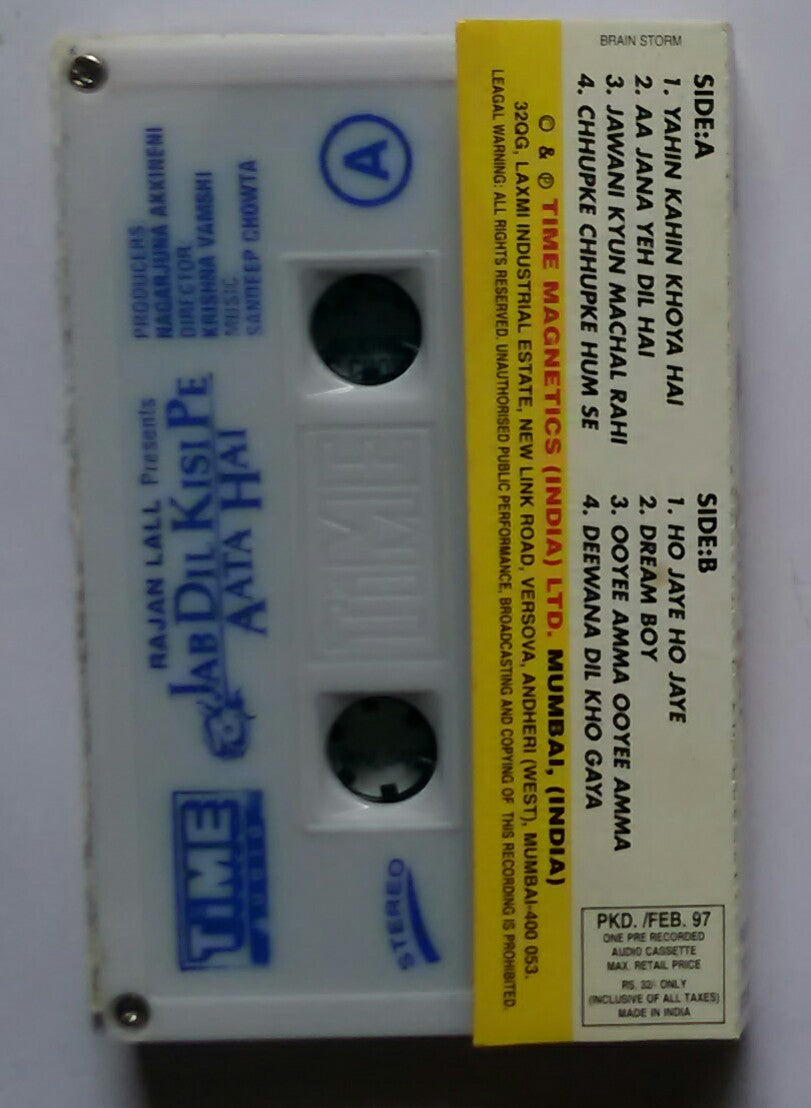 BRAIN STORM
SIDE:A
1. YAHIN KAHIN KHOYA HAI
2. AA JANA YEH DIL HAI
3. JAWANI KYUN MACHAL RAHI
4. CHHUPKE CHHUPKE HUM SE
SIDE:B
1. HO JAYE HO JAYE
2. DREAM BOY
3. OOYEE AMMA OOYEE AMMA
4. DEEWANA DIL KHO GAYA
© & ℗ TIME MAGNETICS (INDIA) LTD. MUMBAI, (INDIA)
32QG, LAXMI INDUSTRIAL ESTATE, NEW LINK ROAD, VERSOVA, ANDHERI (WEST), MUMBAI-400 053.
LEAGAL WARNING: ALL RIGHTS RESERVED. UNAUTHORISED PUBLIC PERFORMANCE, BROADCASTING AND COPYING OF THIS RECORDING IS PROHIBITED.
PKD. /FEB. 97
ONE PRE RECORDED
AUDIO CASSETTE
MAX. RETAIL PRICE
RS. 32/- ONLY
(INCLUSIVE OF ALL TAXES)
MADE IN INDIA
A
PRODUCERS
NAGARJUNA AKKINENI
DIRECTOR
KRISHNA VAMSHI
MUSIC
SANDEEP CHOWTA
RAJAN LALL Presents
JAB DIL KISI PE
AATA HAI
TIME
TIME
STEREO